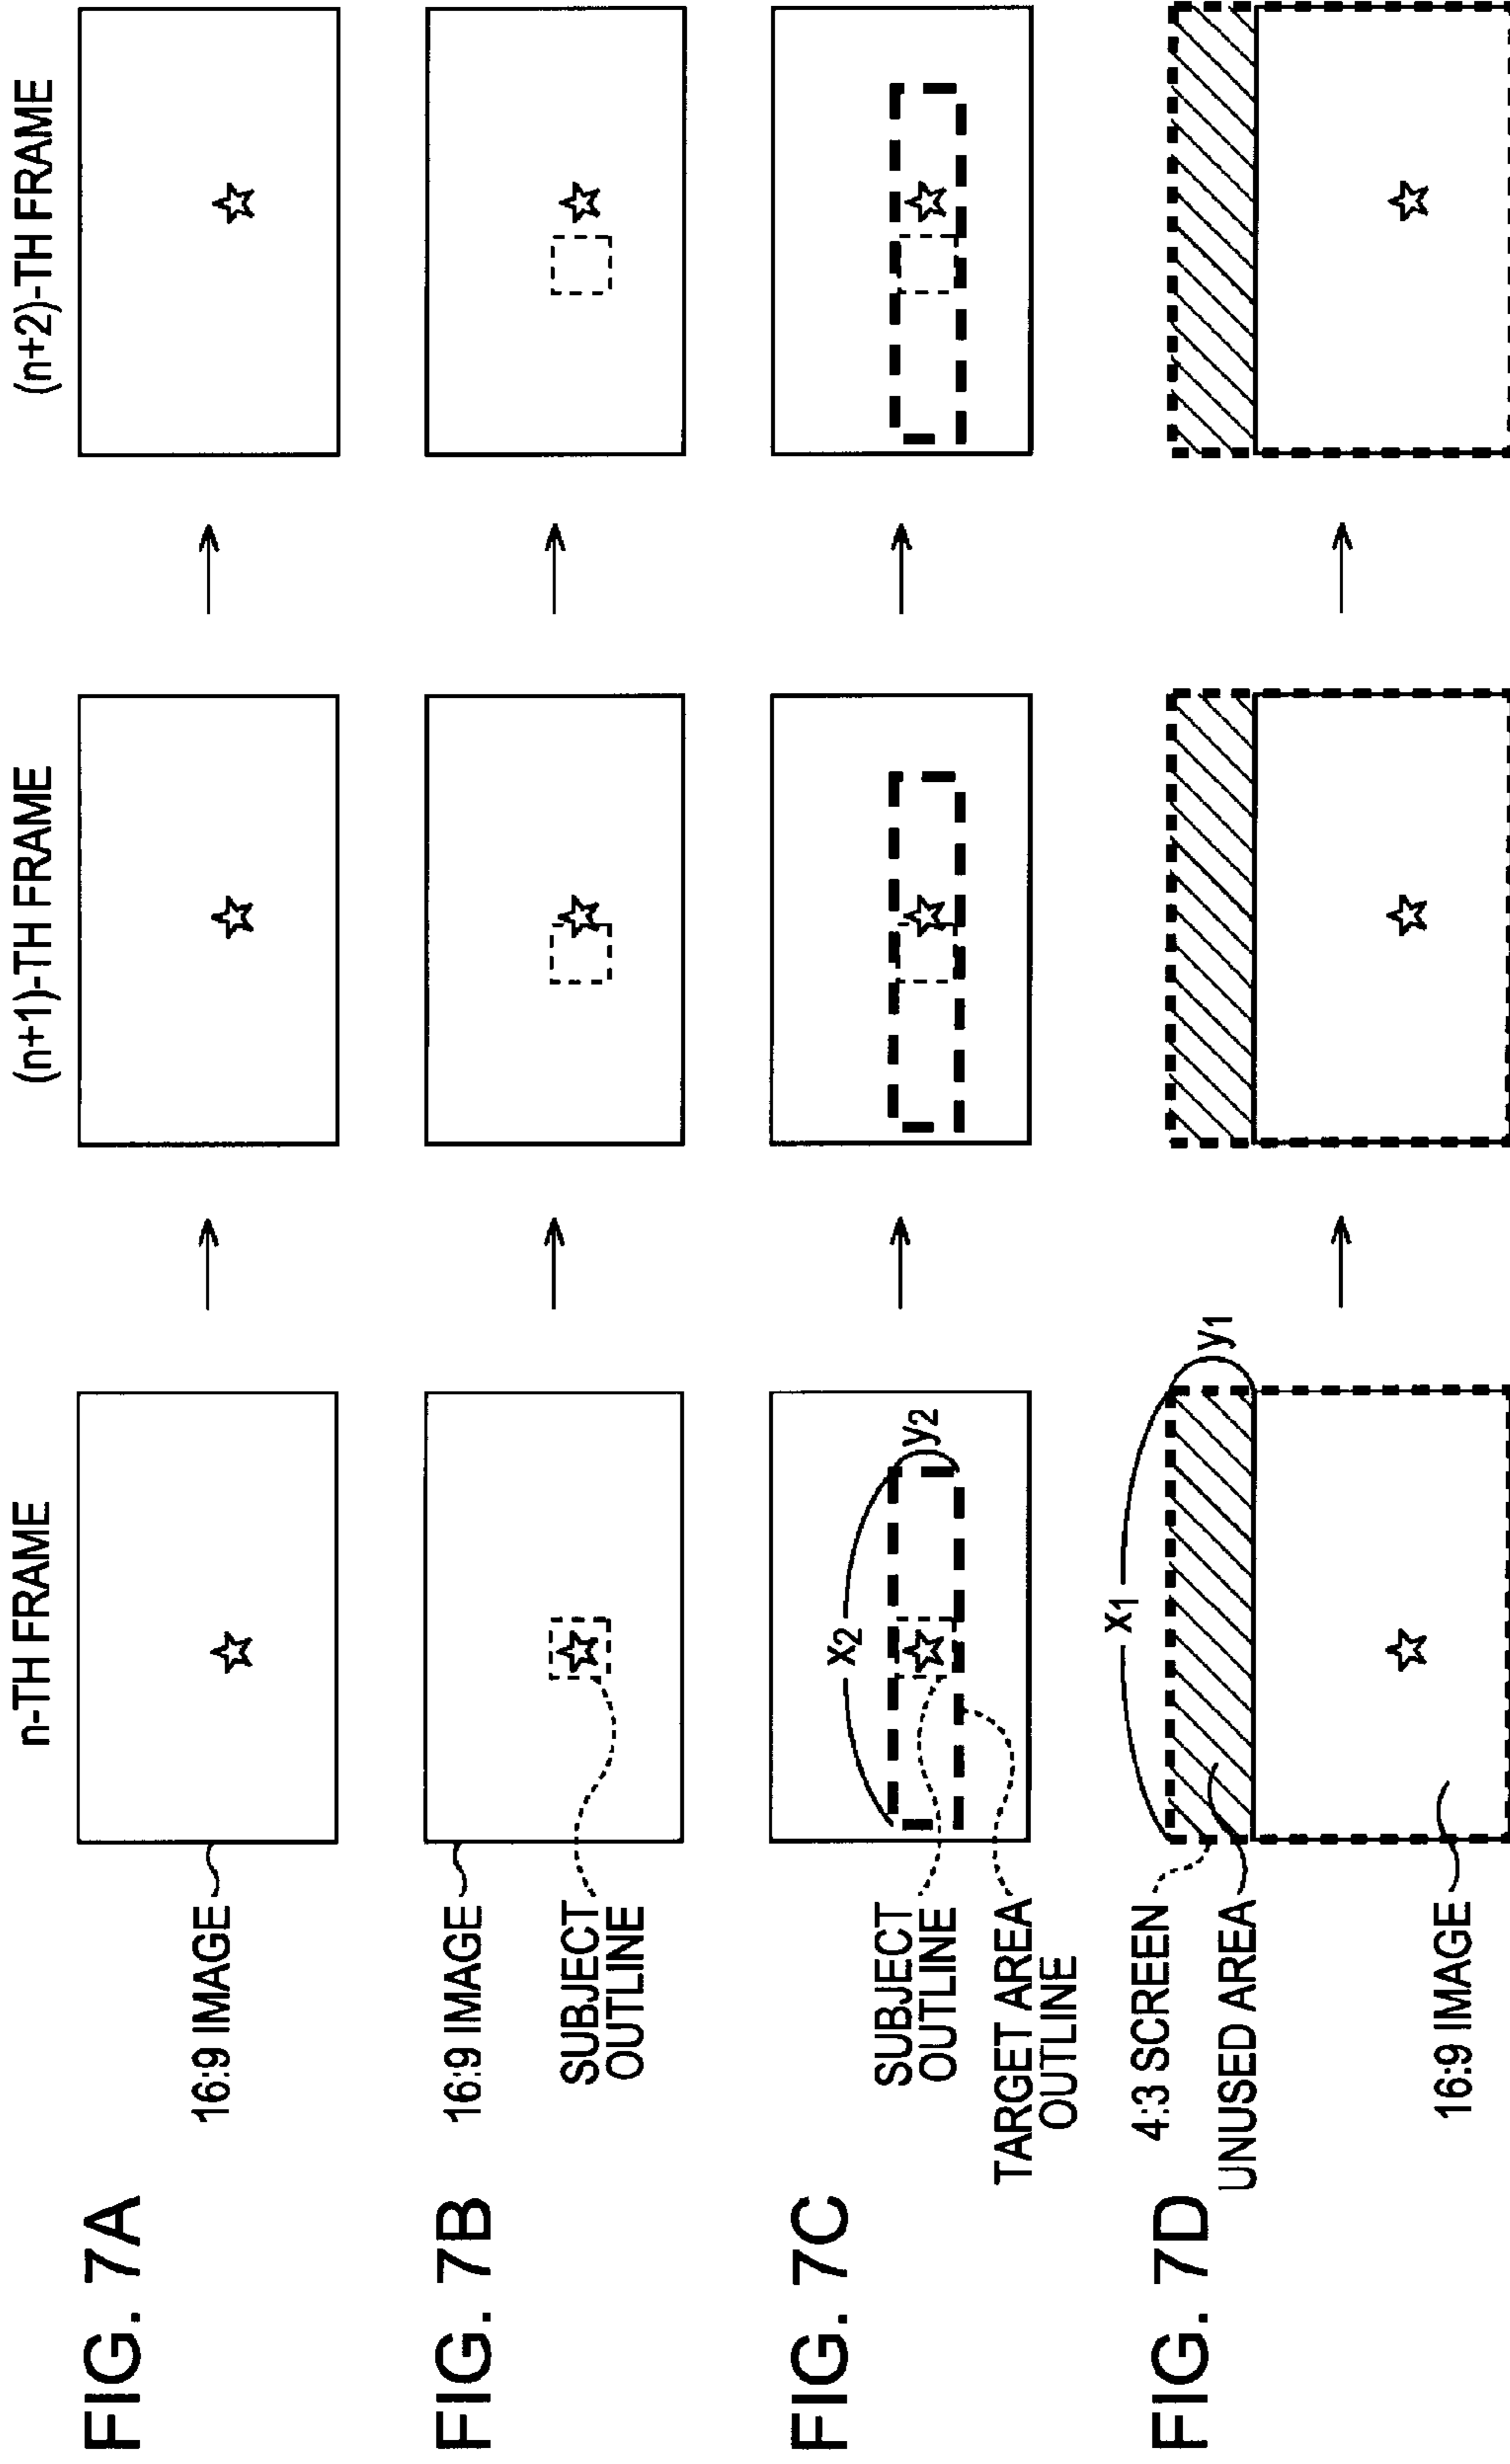 n-TH FRAME
(n+1)-TH FRAME
(n+2)-TH FRAME
FIG. 7A
16:9 IMAGE
FIG. 7B
16:9 IMAGE
SUBJECT
OUTLINE
FIG. 7C
x2
y2
SUBJECT
OUTLINE
TARGET AREA
OUTLINE
FIG. 7D
x1
y1
4:3 SCREEN
UNUSED AREA
16:9 IMAGE